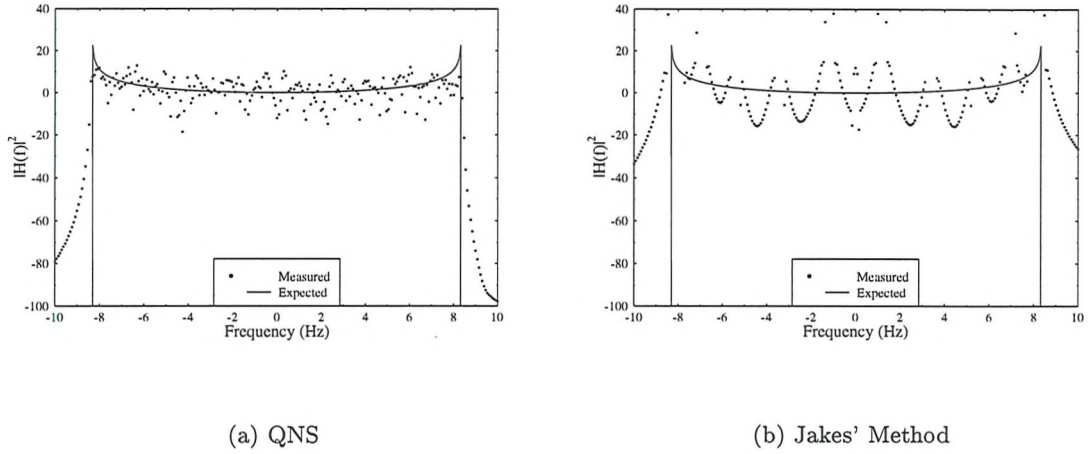 40
20
0
-20
-40
-60
-80
-100
|H(f)|²
-10 -8 -6 -4 -2 0 2 4 6 8 10
Frequency (Hz)
Measured
Expected
(a) QNS
40
20
0
-20
-40
-60
-80
-100
|H(f)|²
-10 -8 -6 -4 -2 0 2 4 6 8 10
Frequency (Hz)
Measured
Expected
(b) Jakes' Method